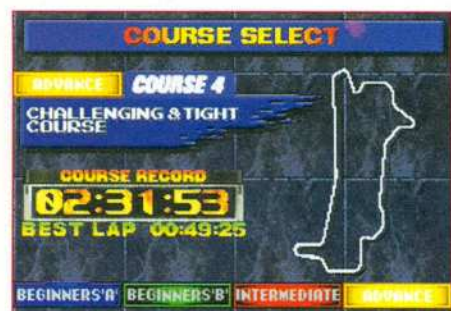 COURSE SELECT
ADVANCE COURSE 4
CHALLENGING & TIGHT
COURSE
COURSE RECORD
02:31:53
BEST LAP 00:49:25
BEGINNERS'A' BEGINNERS'B' INTERMEDIATE ADVANCE